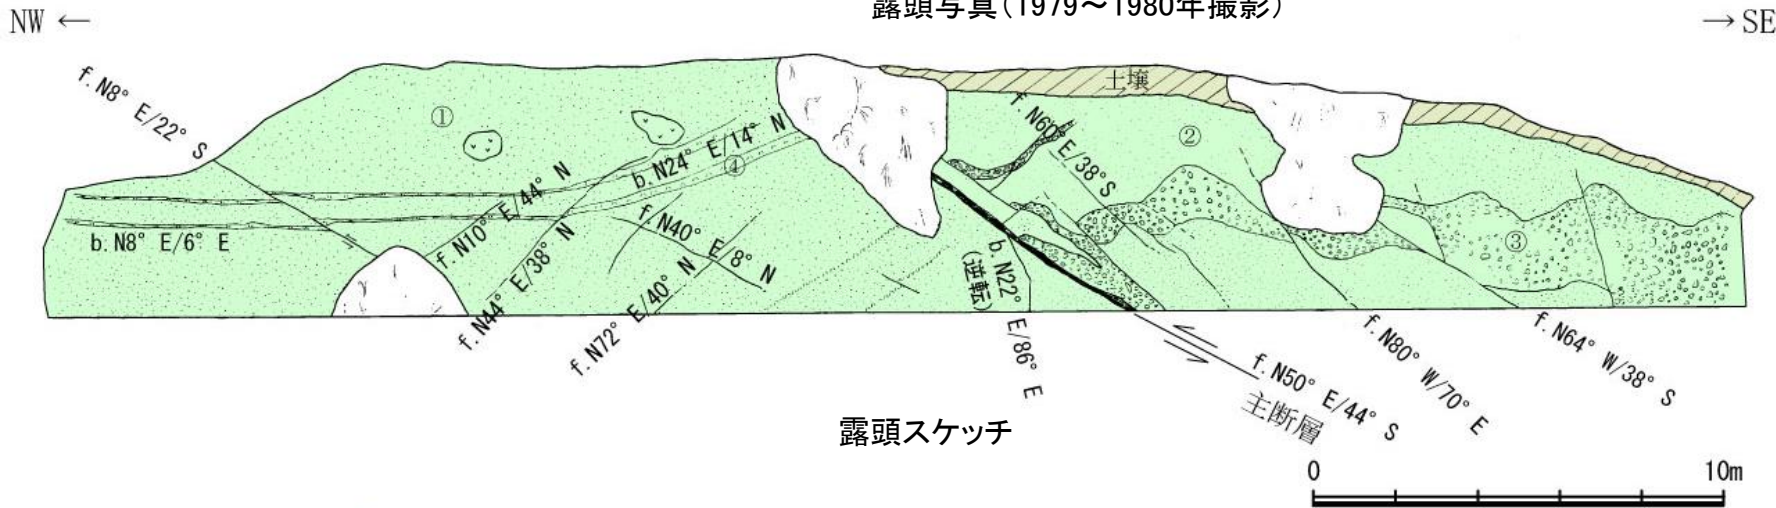 露頭写真(1979～1980年撮影)
NW ←
→ SE
f. N8° E/22° S
①
土壌
②
f. N60° E/38° S
b. N24° E/14° N
④
f. N10° E/44° N
b. N8° E/6° E
f. N40° E/8° N
f. N44° E/38° N
f. N72° E/40° N
b. N22° E/86° E
(逆転)
③
f. N50° E/44° S
主断層
f. N80° W/70° E
f. N64° W/38° S
露頭スケッチ
0 10m